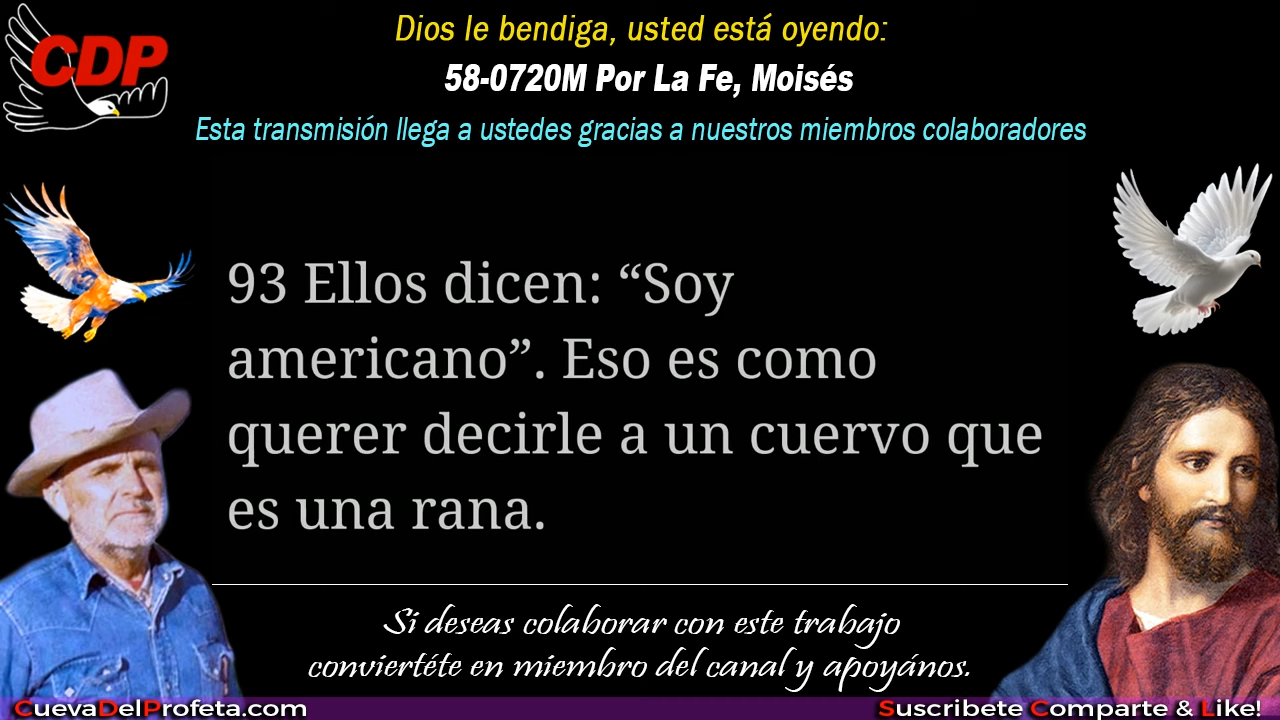 CDP
Dios le bendiga, usted está oyendo:
58-0720M Por La Fe, Moisés
Esta transmisión llega a ustedes gracias a nuestros miembros colaboradores
93 Ellos dicen: “Soy
americano”. Eso es como
querer decirle a un cuervo que
es una rana.
Si deseas colaborar con este trabajo
conviertéte en miembro del canal y apoyános.
CuevaDelProfeta.com
Suscribete Comparte & Like!